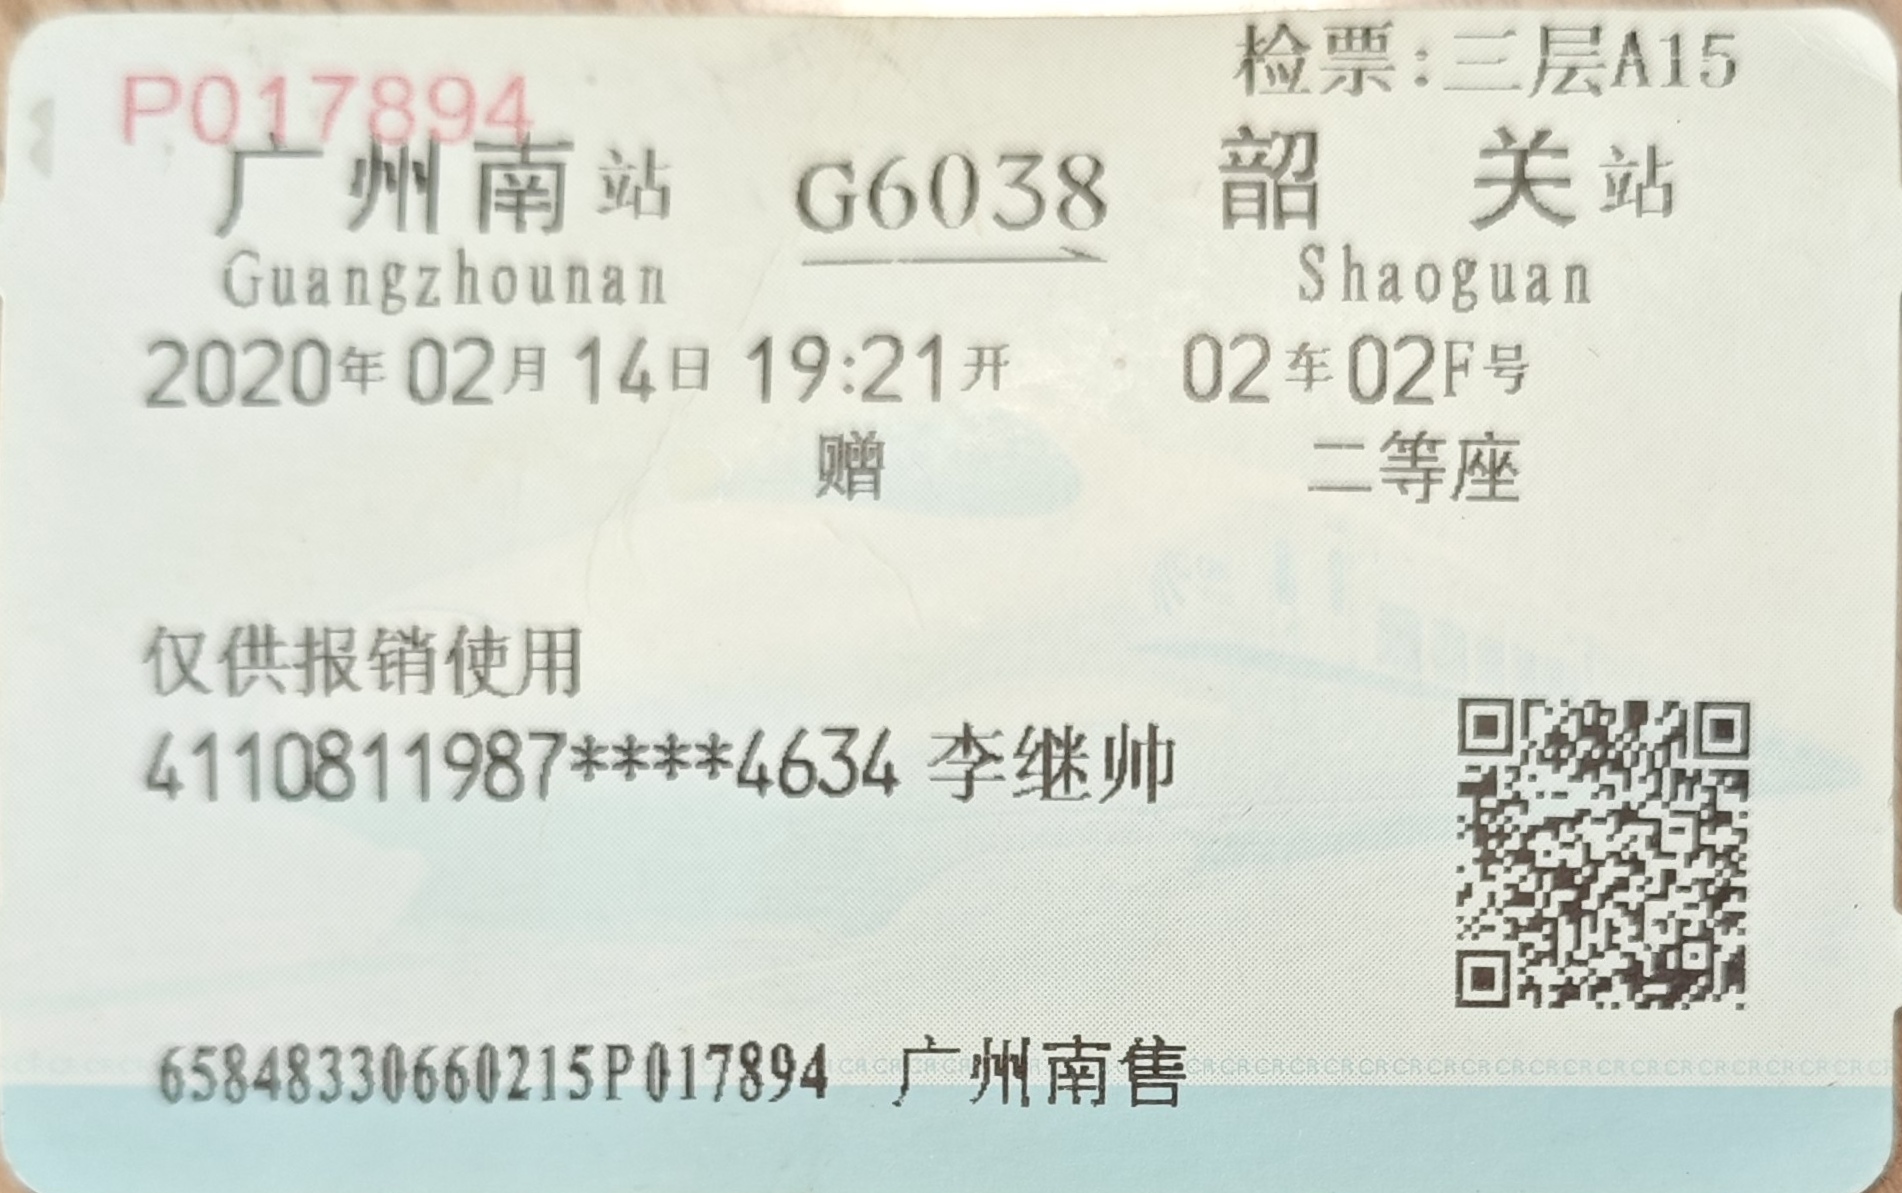 检票:三层A15
P017894
广州南站 G6038 韶关站
Guangzhounan Shaoguan
2020年02月14日 19:21开 02车02F号
赠 二等座
仅供报销使用
4110811987****4634 李继帅
65848330660215P017894 广州南售
CRCRCRCRCRCRCRCRCRCRCRCRCRCR